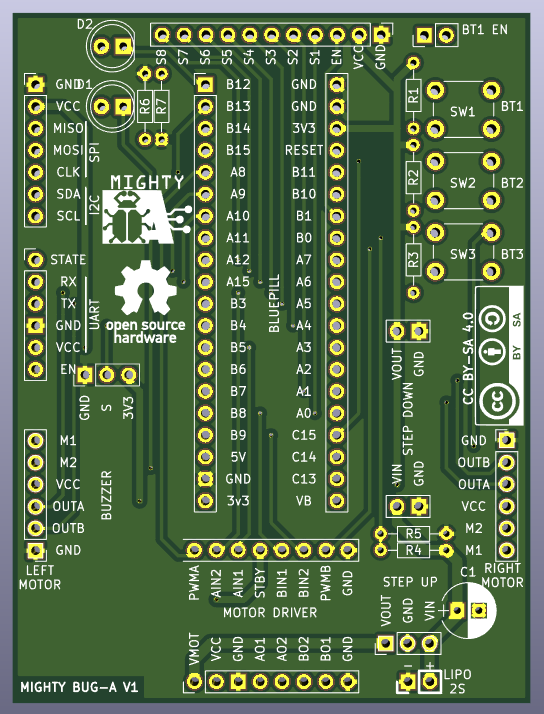 D2
S8
S7
S6
S5
S4
S3
S2
S1
EN
VCC
GND
BT1 EN
GND
D1
VCC
MISO
MOSI
CLK
SDA
SCL
SPI
I2C
R6
R7
R1
R2
R3
SW1
BT1
SW2
BT2
SW3
BT3
MIGHTY
A
B12
B13
B14
B15
A8
A9
A10
A11
A12
A15
B3
B4
B5
B6
B7
B8
B9
5V
GND
3v3
BLUEPILL
GND
GND
3V3
RESET
B11
B10
B1
B0
A7
A6
A5
A4
A3
A2
A1
A0
C15
C14
C13
VB
STATE
RX
TX
GND
VCC
EN
UART
open source
hardware
GND
S
3V3
BUZZER
VOUT
GND
STEP DOWN
VIN
GND
CC BY-SA 4.0
cc
BY
SA
M1
M2
VCC
OUTA
OUTB
GND
LEFT
MOTOR
GND
OUTB
OUTA
VCC
M2
M1
RIGHT
MOTOR
R5
R4
PWMA
AIN2
AIN1
STBY
BIN1
BIN2
PWMB
GND
MOTOR DRIVER
VMOT
VCC
GND
AO1
AO2
BO2
BO1
GND
STEP UP
VOUT
GND
VIN
C1
+
-
+
LIPO
2S
MIGHTY BUG-A V1